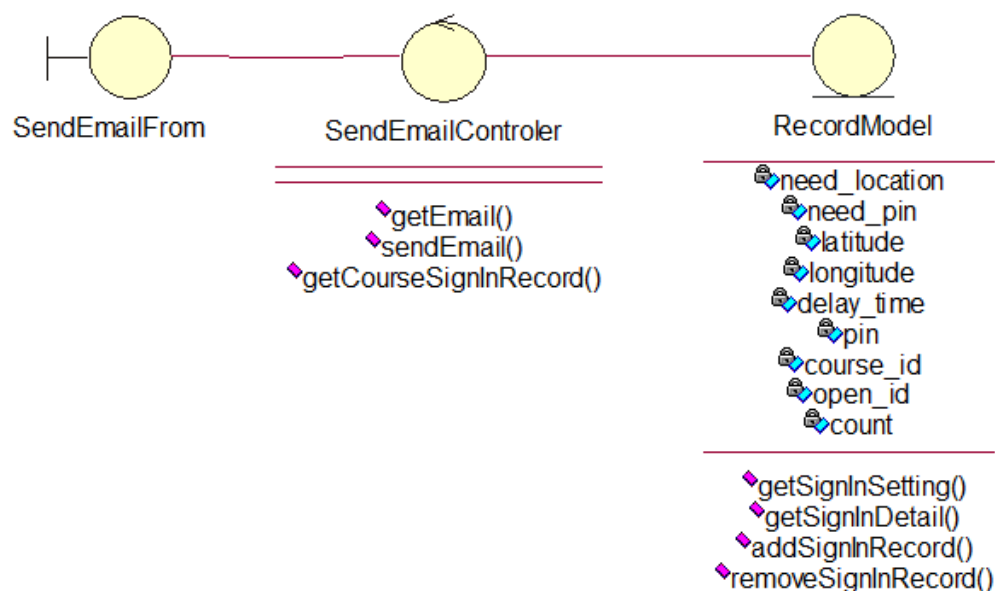 SendEmailFrom
SendEmailControler
RecordModel
getEmail()
sendEmail()
getCourseSignInRecord()
need_location
need_pin
latitude
longitude
delay_time
pin
course_id
open_id
count
getSignInSetting()
getSignInDetail()
addSignInRecord()
removeSignInRecord()